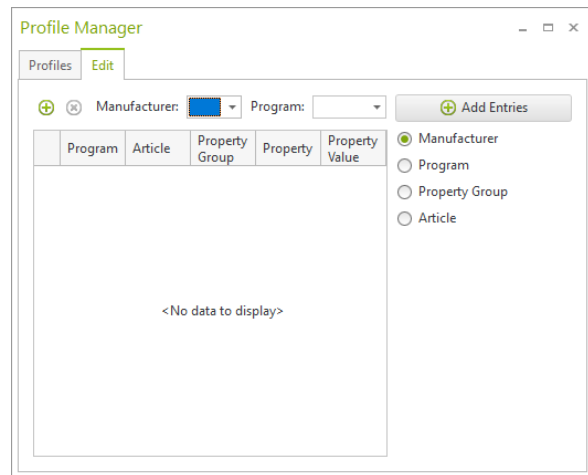 Profile Manager
Profiles Edit
Manufacturer: Program: Add Entries
Program Article Property Group Property Property Value
Manufacturer
Program
Property Group
Article
<No data to display>